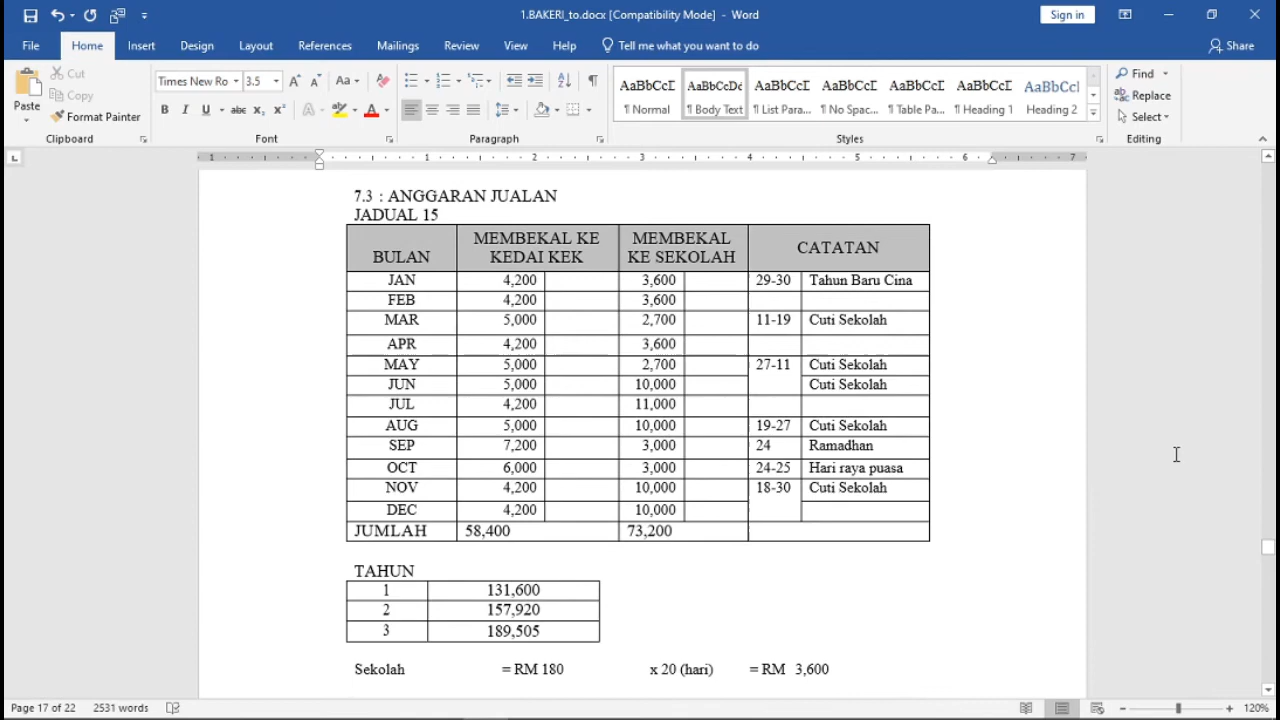 1.BAKERI_to.docx [Compatibility Mode] - Word
Sign in
File Home Insert Design Layout References Mailings Review View Help Tell me what you want to do Share
Paste
Cut
Copy
Format Painter
Clipboard
Times New Ro 3.5
Font
Paragraph
AaBbCcI AaBbCcDd AaBbCcI AaBbCcI AaBbCcI AaBbCcI AaBbCcl
¶ Normal ¶ Body Text ¶ List Para... ¶ No Spac... ¶ Table Pa... ¶ Heading 1 Heading 2
Styles
Find
Replace
Select
Editing
1 1 2 3 4 5 6 7
7.3 : ANGGARAN JUALAN
JADUAL 15
BULAN MEMBEKAL KE KEDAI KEK MEMBEKAL KE SEKOLAH CATATAN
JAN 4,200 3,600 29-30 Tahun Baru Cina
FEB 4,200 3,600
MAR 5,000 2,700 11-19 Cuti Sekolah
APR 4,200 3,600
MAY 5,000 2,700 27-11 Cuti Sekolah
JUN 5,000 10,000 Cuti Sekolah
JUL 4,200 11,000
AUG 5,000 10,000 19-27 Cuti Sekolah
SEP 7,200 3,000 24 Ramadhan
OCT 6,000 3,000 24-25 Hari raya puasa
NOV 4,200 10,000 18-30 Cuti Sekolah
DEC 4,200 10,000
JUMLAH 58,400 73,200
TAHUN
1 131,600
2 157,920
3 189,505
Sekolah = RM 180 x 20 (hari) = RM 3,600
Page 17 of 22 2531 words 120%